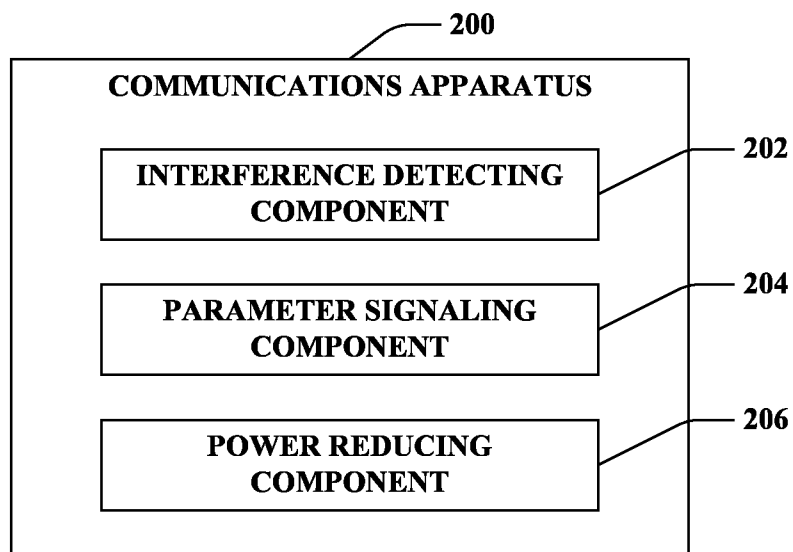 200
COMMUNICATIONS APPARATUS
202
INTERFERENCE DETECTING
COMPONENT
204
PARAMETER SIGNALING
COMPONENT
206
POWER REDUCING
COMPONENT